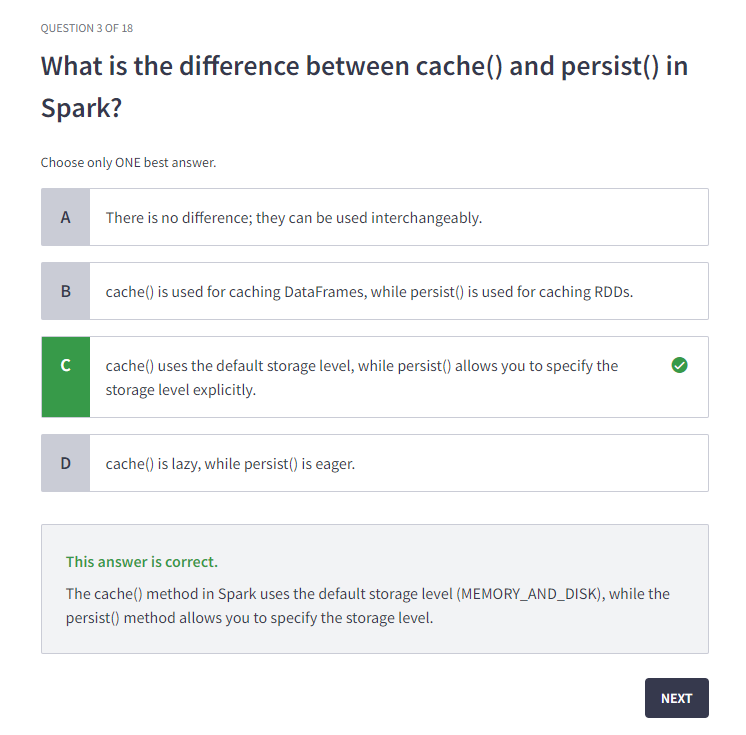 QUESTION 3 OF 18
What is the difference between cache() and persist() in
Spark?
Choose only ONE best answer.
A
There is no difference; they can be used interchangeably.
B
cache() is used for caching DataFrames, while persist() is used for caching RDDs.
C
cache() uses the default storage level, while persist() allows you to specify the
storage level explicitly.
D
cache() is lazy, while persist() is eager.
This answer is correct.
The cache() method in Spark uses the default storage level (MEMORY_AND_DISK), while the
persist() method allows you to specify the storage level.
NEXT